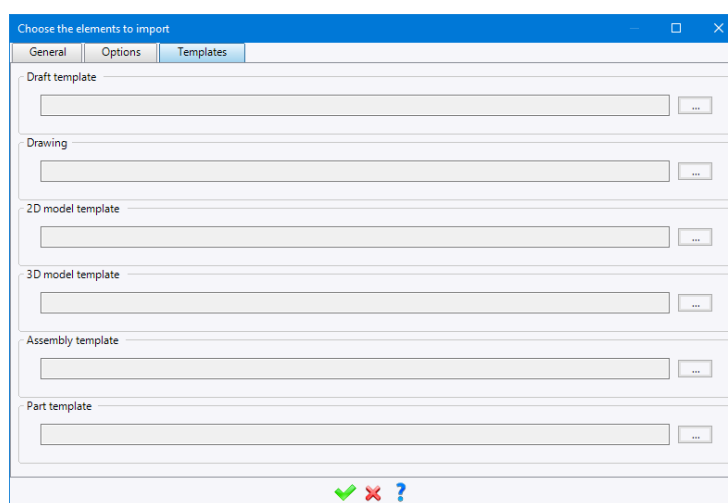 Choose the elements to import
General Options Templates
Draft template
...
Drawing
...
2D model template
...
3D model template
...
Assembly template
...
Part template
...
?